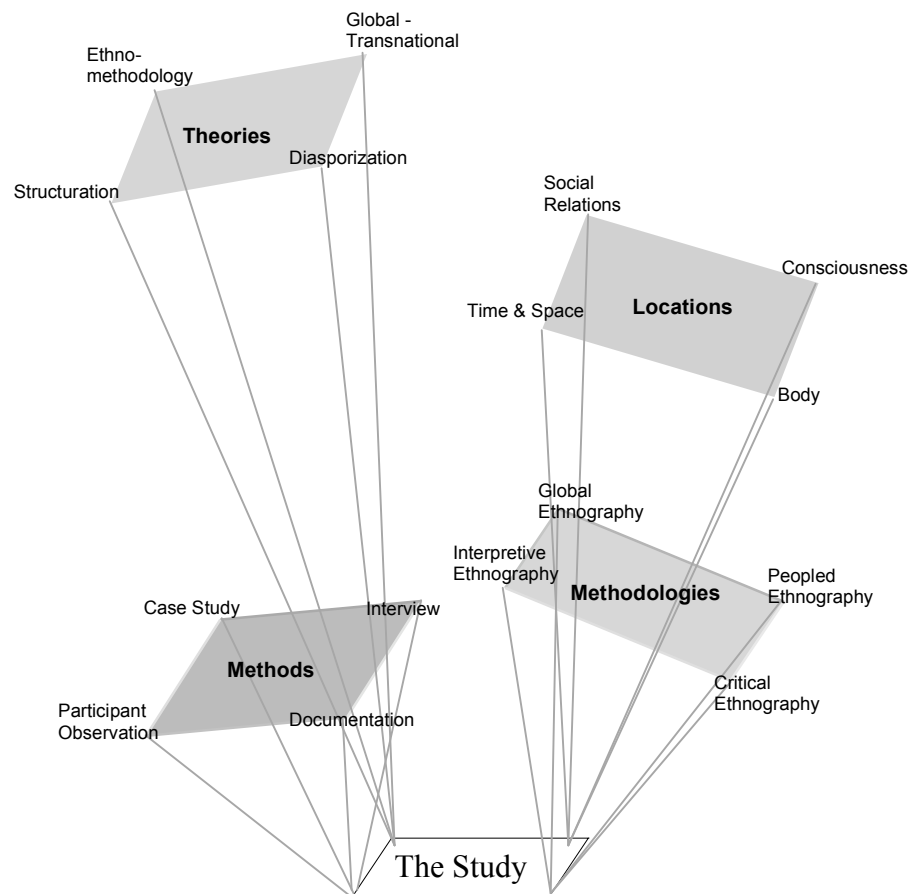 Global -
Transnational
Ethno-
methodology
Theories
Diasporization
Structuration
Social
Relations
Consciousness
Time & Space
Locations
Body
Global
Ethnography
Interpretive
Ethnography
Methodologies
Peopled
Ethnography
Critical
Ethnography
Case Study
Interview
Methods
Participant
Observation
Documentation
The Study